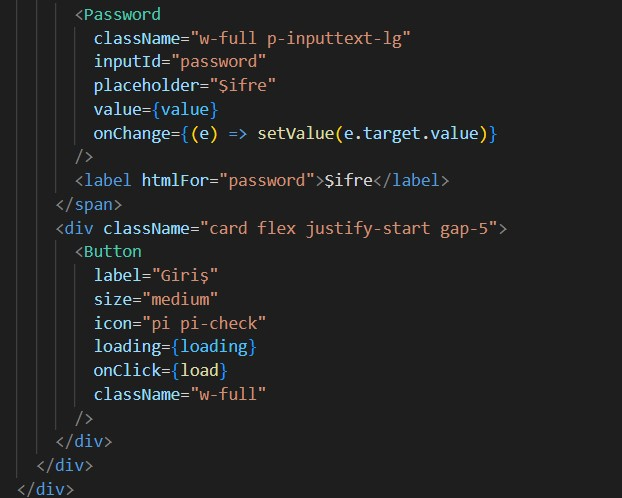 <Password
className="w-full p-inputtext-lg"
inputId="password"
placeholder="Şifre"
value={value}
onChange={(e) => setValue(e.target.value)}
/>
<label htmlFor="password">Şifre</label>
</span>
<div className="card flex justify-start gap-5">
<Button
label="Giriş"
size="medium"
icon="pi pi-check"
loading={loading}
onClick={load}
className="w-full"
/>
</div>
</div>
</div>